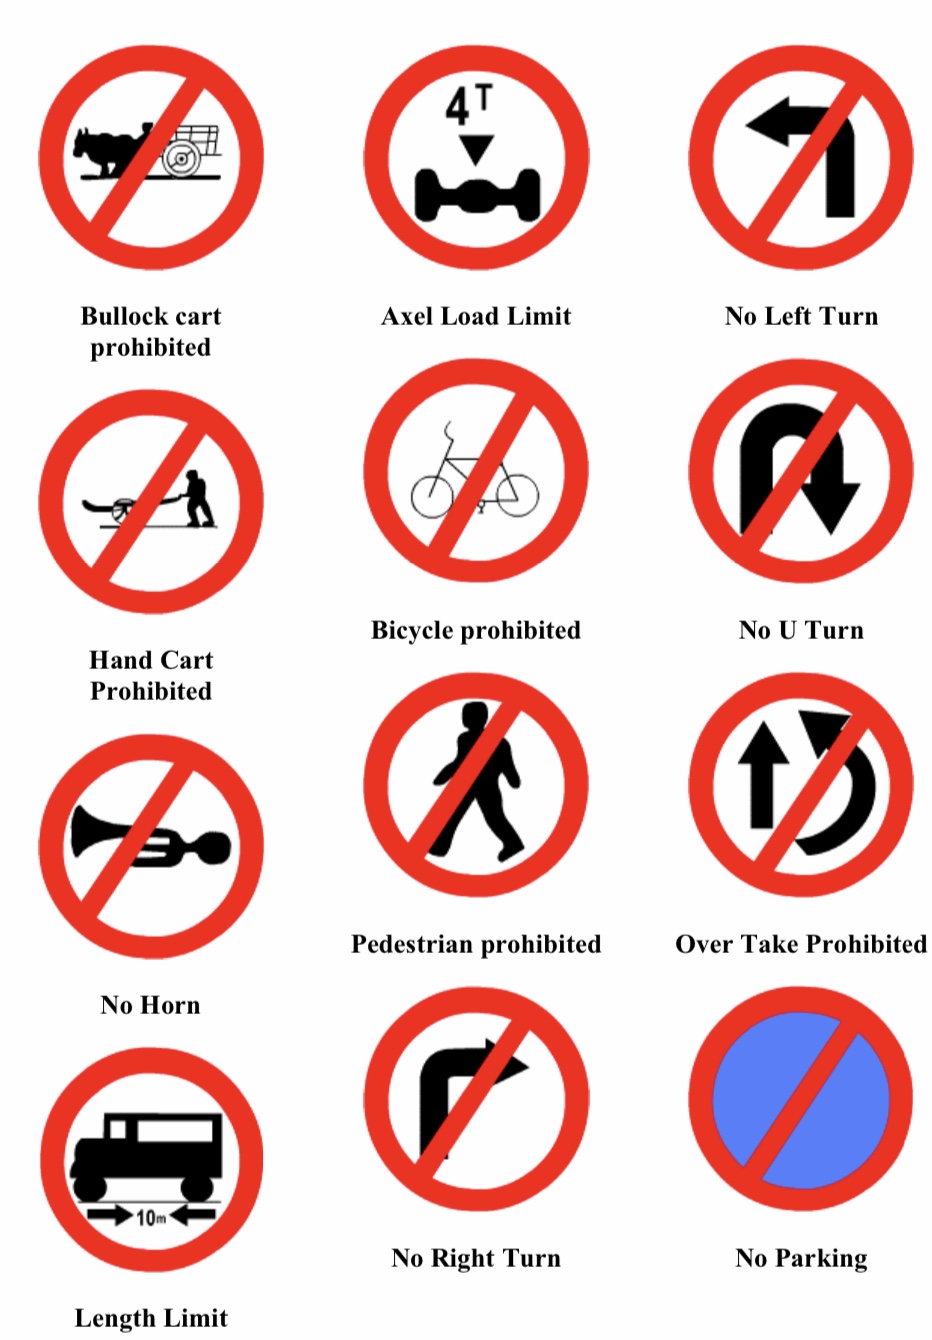 4T
Bullock cart
prohibited
Axel Load Limit
No Left Turn
Hand Cart
Prohibited
Bicycle prohibited
No U Turn
No Horn
Pedestrian prohibited
Over Take Prohibited
10m
Length Limit
No Right Turn
No Parking